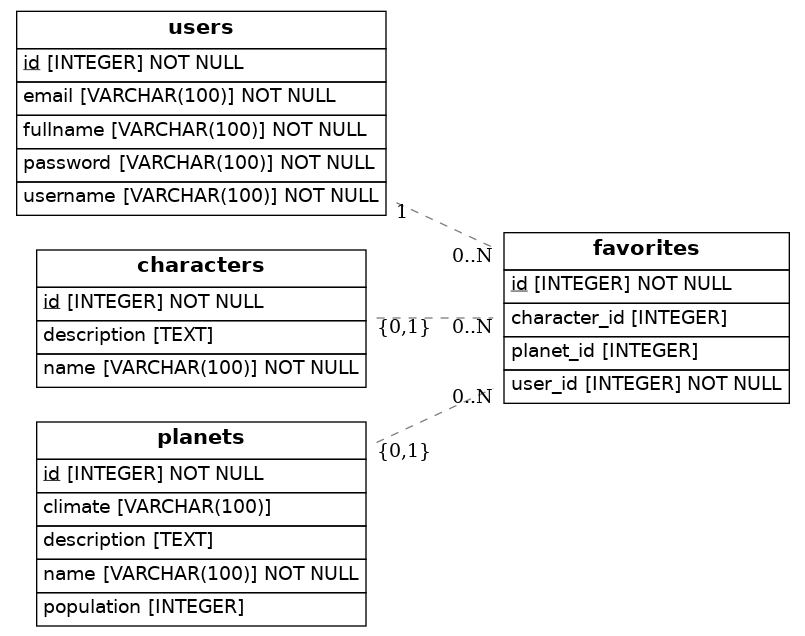 users
id [INTEGER] NOT NULL
email [VARCHAR(100)] NOT NULL
fullname [VARCHAR(100)] NOT NULL
password [VARCHAR(100)] NOT NULL
username [VARCHAR(100)] NOT NULL
1
0..N
characters
id [INTEGER] NOT NULL
description [TEXT]
name [VARCHAR(100)] NOT NULL
{0,1}
0..N
planets
id [INTEGER] NOT NULL
climate [VARCHAR(100)]
description [TEXT]
name [VARCHAR(100)] NOT NULL
population [INTEGER]
{0,1}
0..N
favorites
id [INTEGER] NOT NULL
character_id [INTEGER]
planet_id [INTEGER]
user_id [INTEGER] NOT NULL